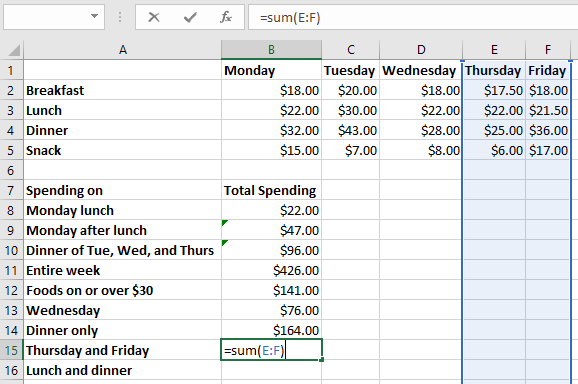 =sum(E:F)
A B C D E F
1 Monday Tuesday Wednesday Thursday Friday
2 Breakfast $18.00 $20.00 $18.00 $17.50 $18.00
3 Lunch $22.00 $30.00 $22.00 $22.00 $21.50
4 Dinner $32.00 $43.00 $28.00 $25.00 $36.00
5 Snack $15.00 $7.00 $8.00 $6.00 $17.00
6
7 Spending on Total Spending
8 Monday lunch $22.00
9 Monday after lunch $47.00
10 Dinner of Tue, Wed, and Thurs $96.00
11 Entire week $426.00
12 Foods on or over $30 $141.00
13 Wednesday $76.00
14 Dinner only $164.00
15 Thursday and Friday =sum(E:F)
16 Lunch and dinner